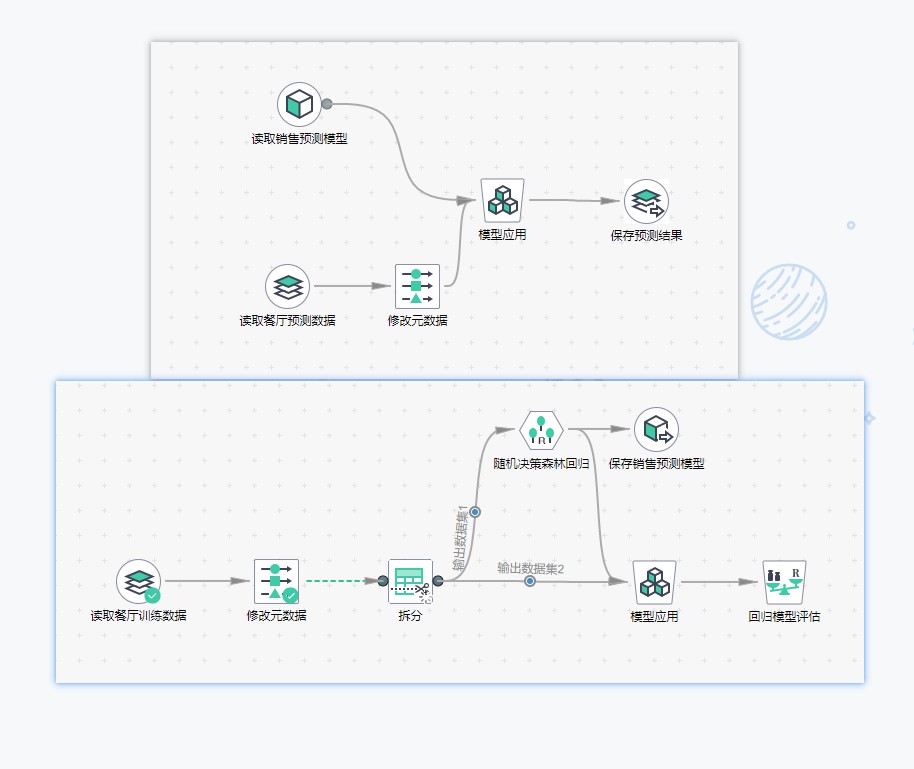 读取销售预测模型
模型应用
保存预测结果
读取餐厅预测数据
修改元数据
随机决策森林回归
保存销售预测模型
输出数据集1
输出数据集2
读取餐厅训练数据
修改元数据
拆分
模型应用
回归模型评估
R
R